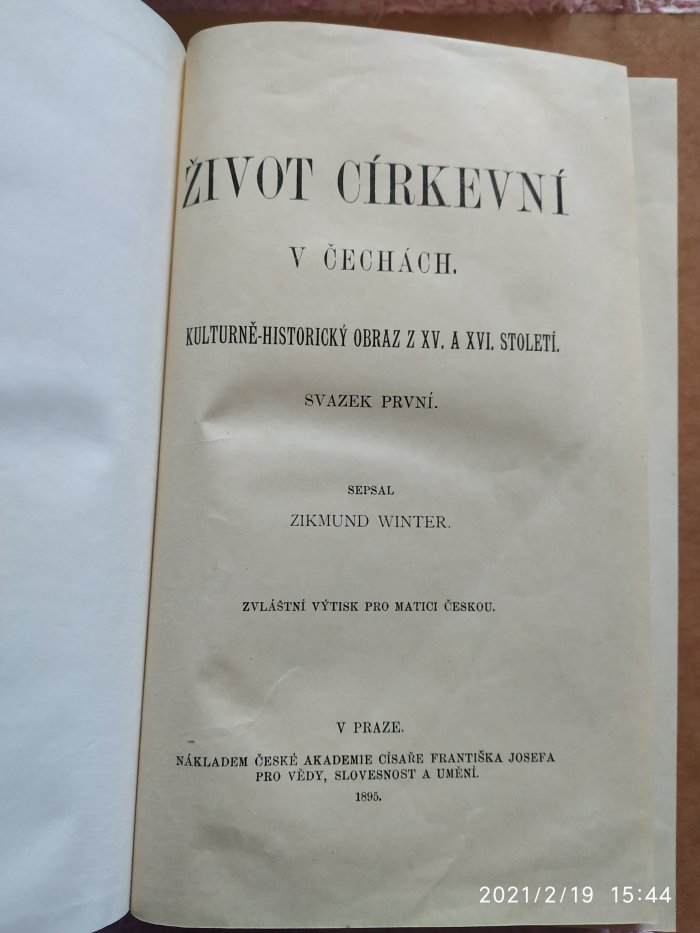 ŽIVOT CÍRKEVNÍ
V ČECHÁCH.
KULTURNĚ-HISTORICKÝ OBRAZ Z XV. A XVI. STOLETÍ.
SVAZEK PRVNÍ.
SEPSAL
ZIKMUND WINTER.
ZVLÁŠTNÍ VÝTISK PRO MATICI ČESKOU.
V PRAZE.
NÁKLADEM ČESKÉ AKADEMIE CÍSAŘE FRANTIŠKA JOSEFA
PRO VĚDY, SLOVESNOST A UMĚNÍ.
1895.
2021/2/19 15:44